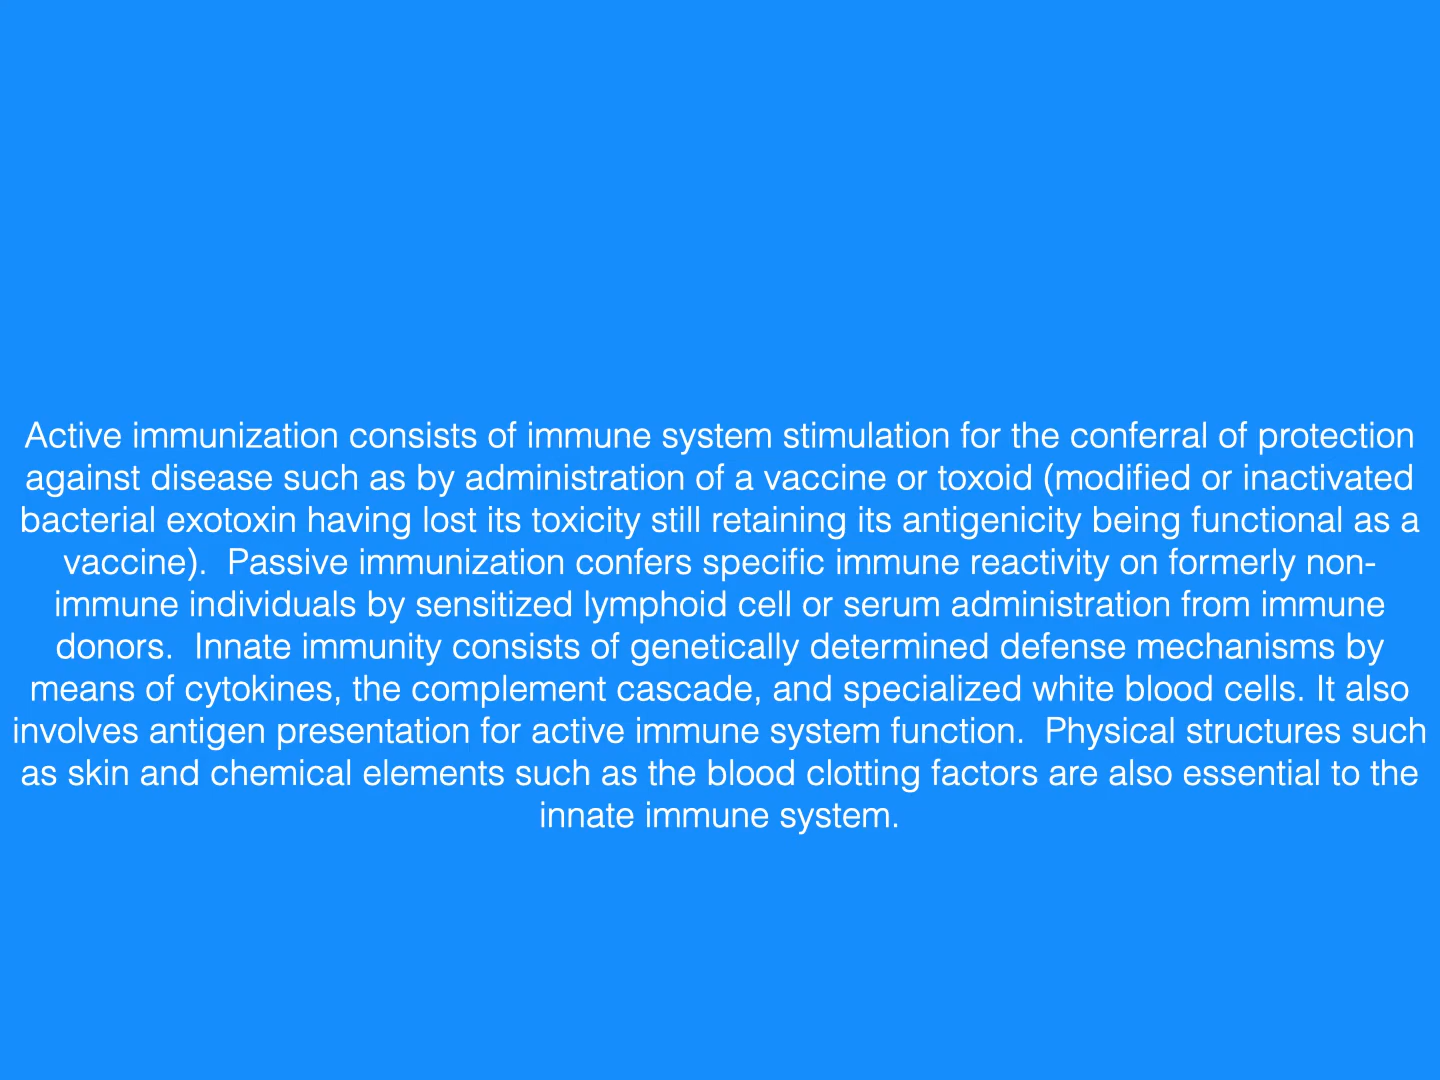 Active immunization consists of immune system stimulation for the conferral of protection
against disease such as by administration of a vaccine or toxoid (modified or inactivated
bacterial exotoxin having lost its toxicity still retaining its antigenicity being functional as a
vaccine).  Passive immunization confers specific immune reactivity on formerly non-
immune individuals by sensitized lymphoid cell or serum administration from immune
donors.  Innate immunity consists of genetically determined defense mechanisms by
means of cytokines, the complement cascade, and specialized white blood cells. It also
involves antigen presentation for active immune system function.  Physical structures such
as skin and chemical elements such as the blood clotting factors are also essential to the
innate immune system.